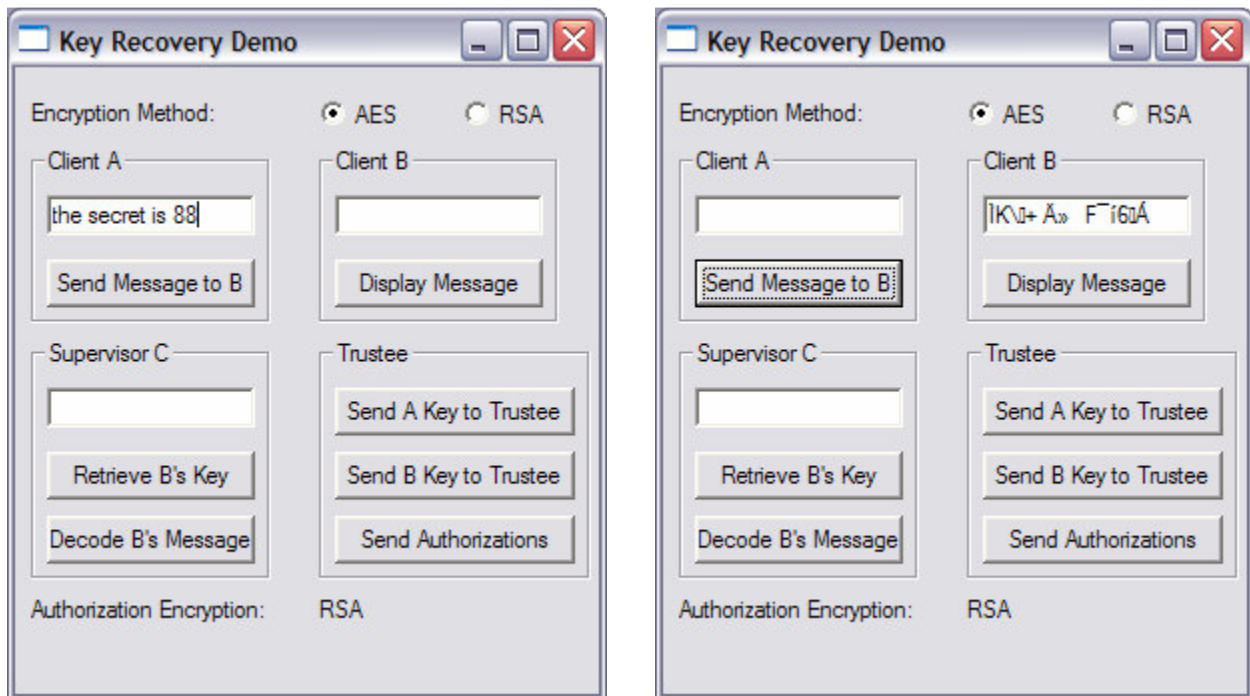 Key Recovery Demo
Encryption Method: AES RSA
Client A Client B
the secret is 88
Send Message to B Display Message
Supervisor C Trustee
Send A Key to Trustee
Retrieve B's Key Send B Key to Trustee
Decode B's Message Send Authorizations
Authorization Encryption: RSA
Key Recovery Demo
Encryption Method: AES RSA
Client A Client B
Send Message to B Display Message
Supervisor C Trustee
Send A Key to Trustee
Retrieve B's Key Send B Key to Trustee
Decode B's Message Send Authorizations
Authorization Encryption: RSA